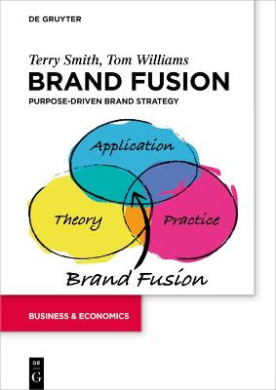 DE GRUYTER
Terry Smith, Tom Williams
BRAND FUSION
PURPOSE-DRIVEN BRAND STRATEGY
Application
Theory
Practice
Brand Fusion
BUSINESS & ECONOMICS
DE
G